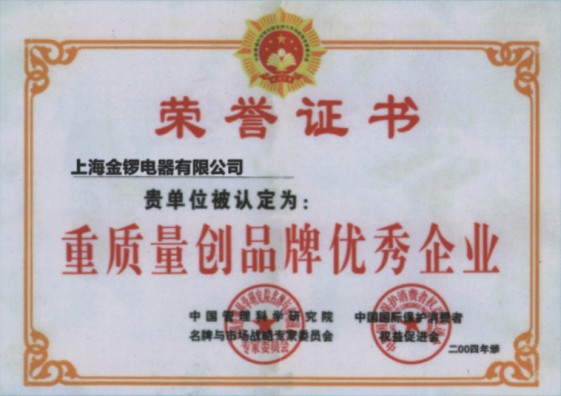 荣誉证书
上海金锣电器有限公司
贵单位被认定为：
重质量创品牌优秀企业
中国管理科学研究院
名牌与市场战略专家委员会
中国国际保护消费者
权益促进会
二00四年颁